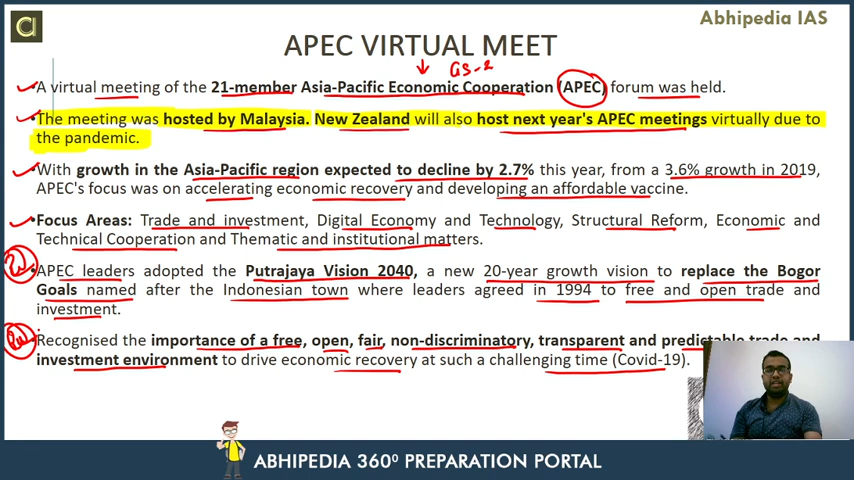 Abhipedia IAS
APEC VIRTUAL MEET
GS-2
A virtual meeting of the 21-member Asia-Pacific Economic Cooperation (APEC) forum was held.
The meeting was hosted by Malaysia. New Zealand will also host next year's APEC meetings virtually due to
the pandemic.
With growth in the Asia-Pacific region expected to decline by 2.7% this year, from a 3.6% growth in 2019,
APEC's focus was on accelerating economic recovery and developing an affordable vaccine.
Focus Areas: Trade and investment, Digital Economy and Technology, Structural Reform, Economic and
Technical Cooperation and Thematic and institutional matters.
APEC leaders adopted the Putrajaya Vision 2040, a new 20-year growth vision to replace the Bogor
Goals named after the Indonesian town where leaders agreed in 1994 to free and open trade and
investment.
Recognised the importance of a free, open, fair, non-discriminatory, transparent and predictable trade and
investment environment to drive economic recovery at such a challenging time (Covid-19).
ABHIPEDIA 360⁰ PREPARATION PORTAL